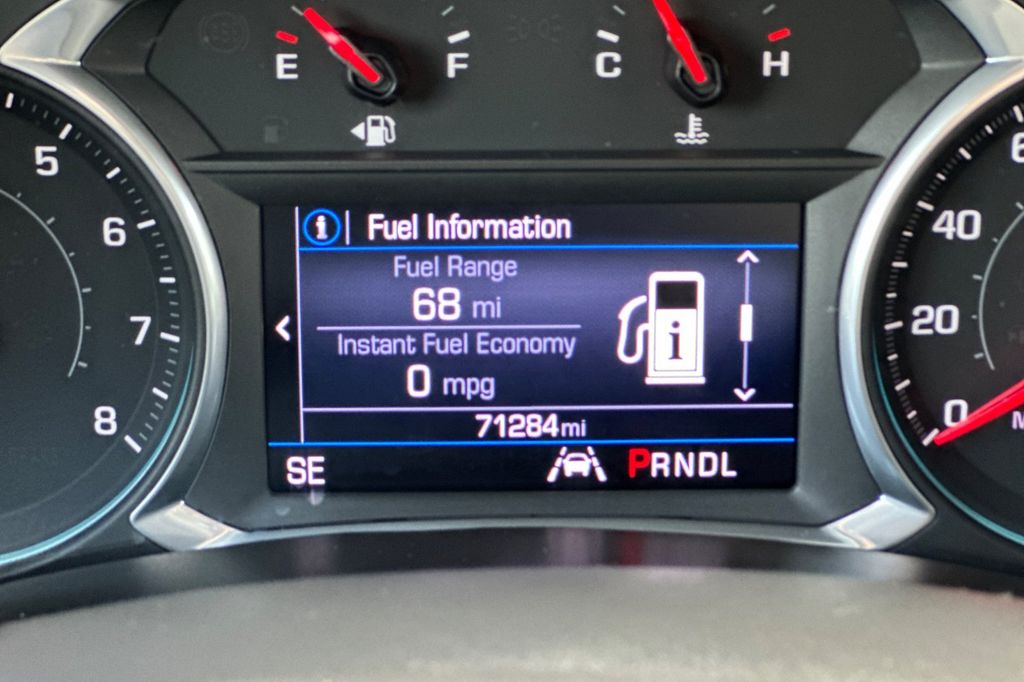 E F C H
5
6
7
8
i Fuel Information
Fuel Range
68 mi
Instant Fuel Economy
0 mpg
i
71284mi
SE PRNDL
40
20
0